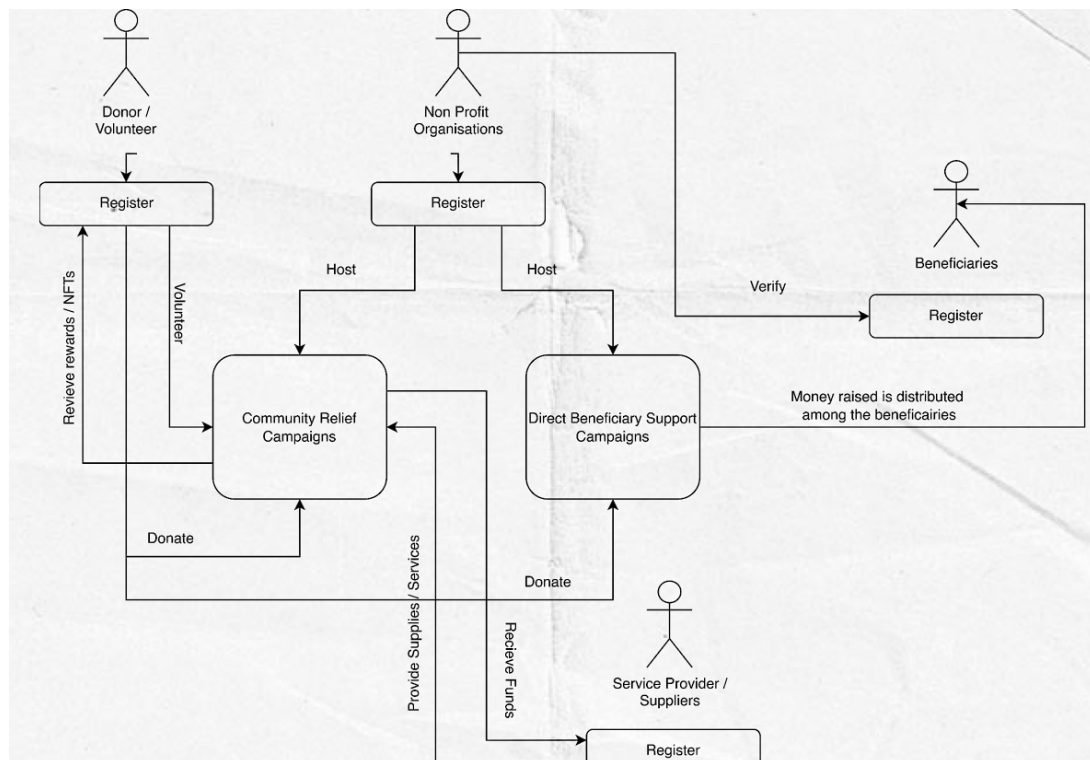 Donor /
Volunteer
Non Profit
Organisations
Register
Register
Beneficiaries
Host
Host
Verify
Register
Revieve rewards / NFTs
Volunteer
Community Relief
Campaigns
Direct Beneficiary Support
Campaigns
Money raised is distributed
among the beneficairies
Donate
Donate
Provide Supplies / Services
Recieve Funds
Service Provider /
Suppliers
Register